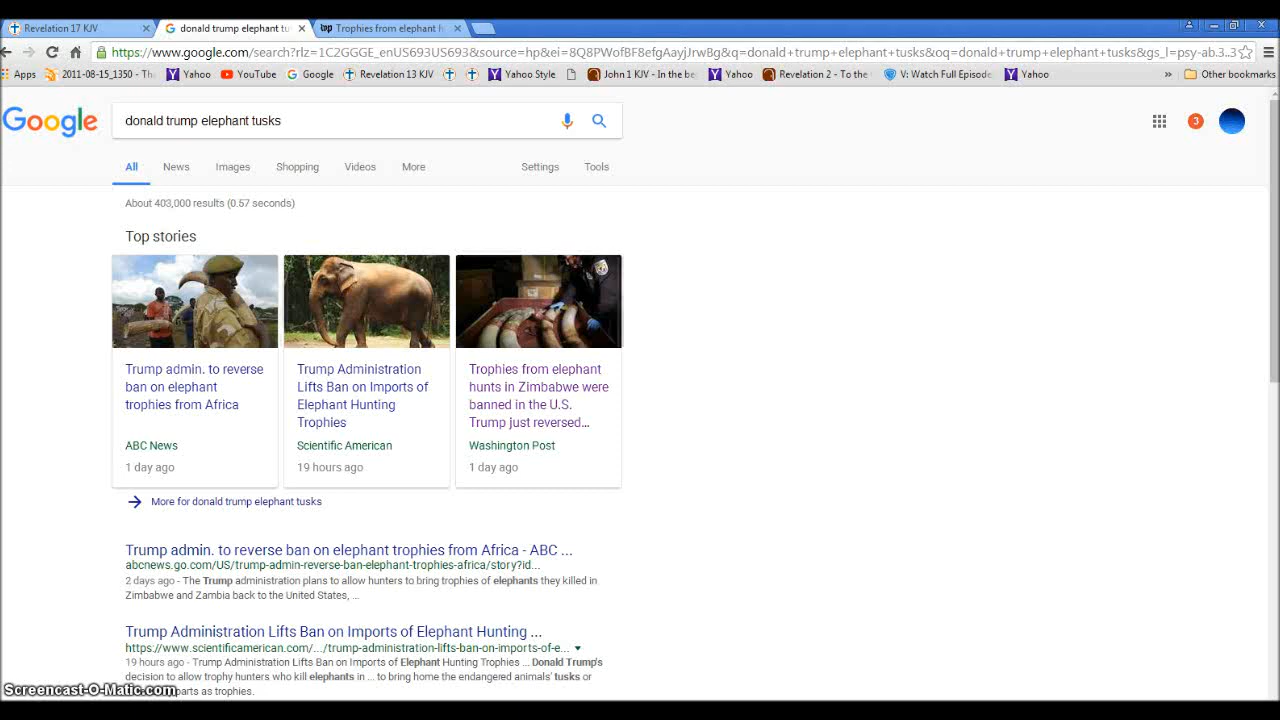 Revelation 17 KJV
donald trump elephant tu
Trophies from elephant h
https://www.google.com/search?rlz=1C2GGGE_enUS693US693&source=hp&ei=8Q8PWofBF8efgAayjJrwBg&q=donald+trump+elephant+tusks&oq=donald+trump+elephant+tusks&gs_l=psy-ab.3..3
Apps 2011-08-15_1350 - Tha Yahoo YouTube Google Revelation 13 KJV Yahoo Style John 1 KJV - In the be Yahoo Revelation 2 - To the V: Watch Full Episode Yahoo » Other bookmarks
Google
donald trump elephant tusks
3
All News Images Shopping Videos More Settings Tools
About 403,000 results (0.57 seconds)
Top stories
Trump admin. to reverse
ban on elephant
trophies from Africa
ABC News
1 day ago
Trump Administration
Lifts Ban on Imports of
Elephant Hunting
Trophies
Scientific American
19 hours ago
Trophies from elephant
hunts in Zimbabwe were
banned in the U.S.
Trump just reversed...
Washington Post
1 day ago
More for donald trump elephant tusks
Trump admin. to reverse ban on elephant trophies from Africa - ABC ...
abcnews.go.com/US/trump-admin-reverse-ban-elephant-trophies-africa/story?id...
2 days ago - The Trump administration plans to allow hunters to bring trophies of elephants they killed in
Zimbabwe and Zambia back to the United States, ...
Trump Administration Lifts Ban on Imports of Elephant Hunting ...
https://www.scientificamerican.com/.../trump-administration-lifts-ban-on-imports-of-e...
19 hours ago - Trump Administration Lifts Ban on Imports of Elephant Hunting Trophies ... Donald Trump's
decision to allow trophy hunters who kill elephants in ... to bring home the endangered animals' tusks or
parts as trophies.
Screencast-O-Matic.com